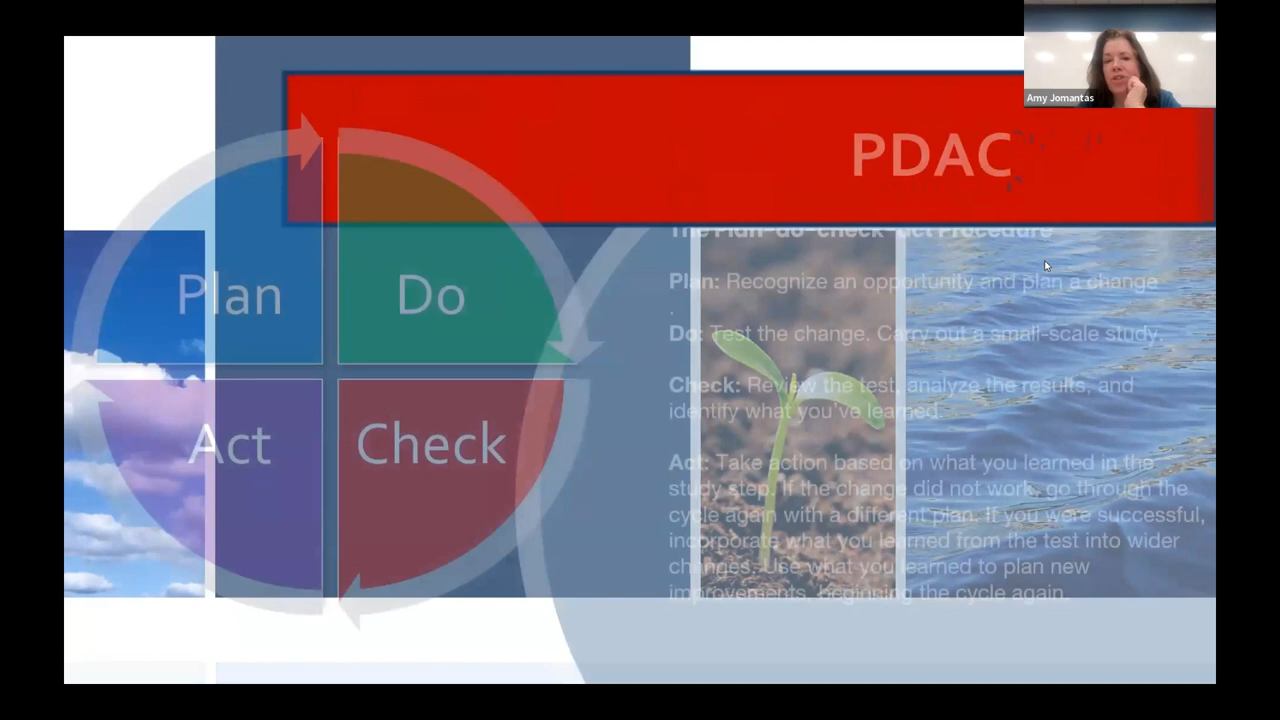 Amy Jomantas
PDAC
Plan
Do
Act
Check
The Plan-do-check-act Procedure
Plan: Recognize an opportunity and plan a change
.
Do: Test the change. Carry out a small-scale study.
Check: Review the test, analyze the results, and
identify what you've learned.
Act: Take action based on what you learned in the
study step. If the change did not work, go through the
cycle again with a different plan. If you were successful,
incorporate what you learned from the test into wider
changes. Use what you learned to plan new
improvements, beginning the cycle again.